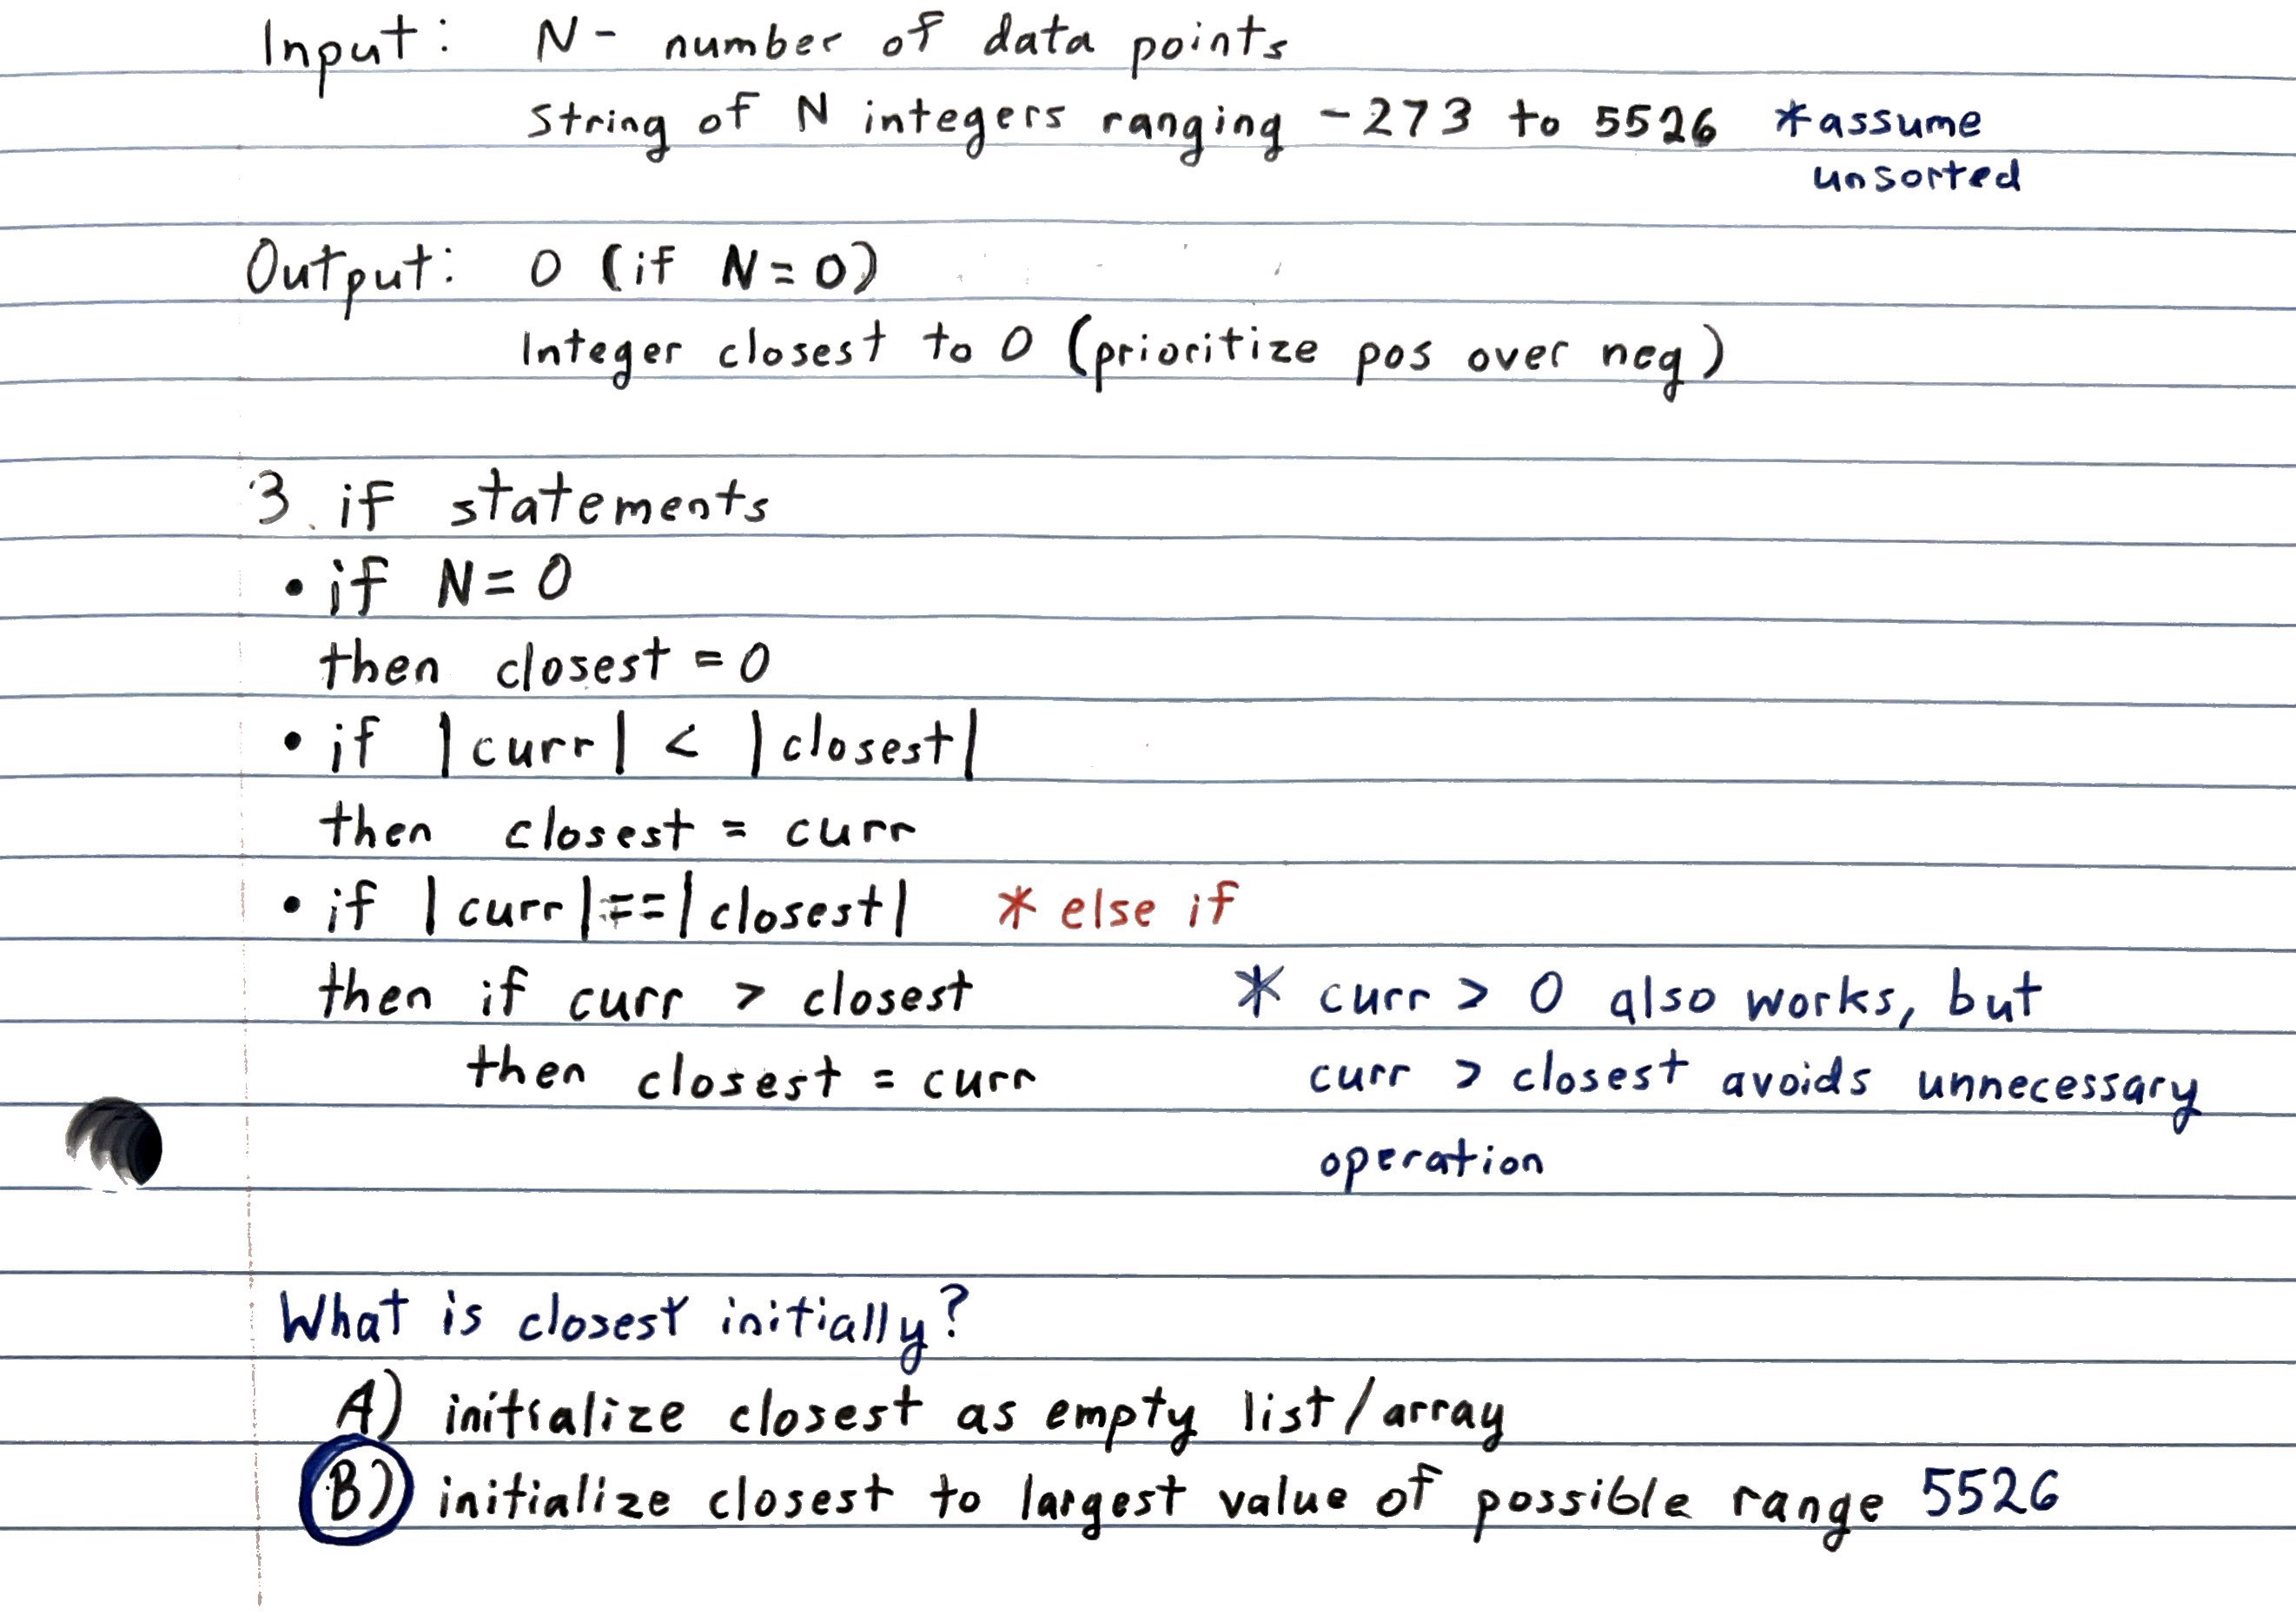 Input: N - number of data points
String of N integers ranging -273 to 5526 *assume
unsorted
Output: 0 (if N=0)
Integer closest to 0 (prioritize pos over neg)
3 if statements
• if N=0
then closest = 0
• if |curr| < |closest|
then closest = curr
• if |curr|==|closest| * else if
then if curr > closest * curr > 0 also works, but
then closest = curr curr > closest avoids unnecessary
operation
What is closest initially?
A) initialize closest as empty list/array
B) initialize closest to largest value of possible range 5526